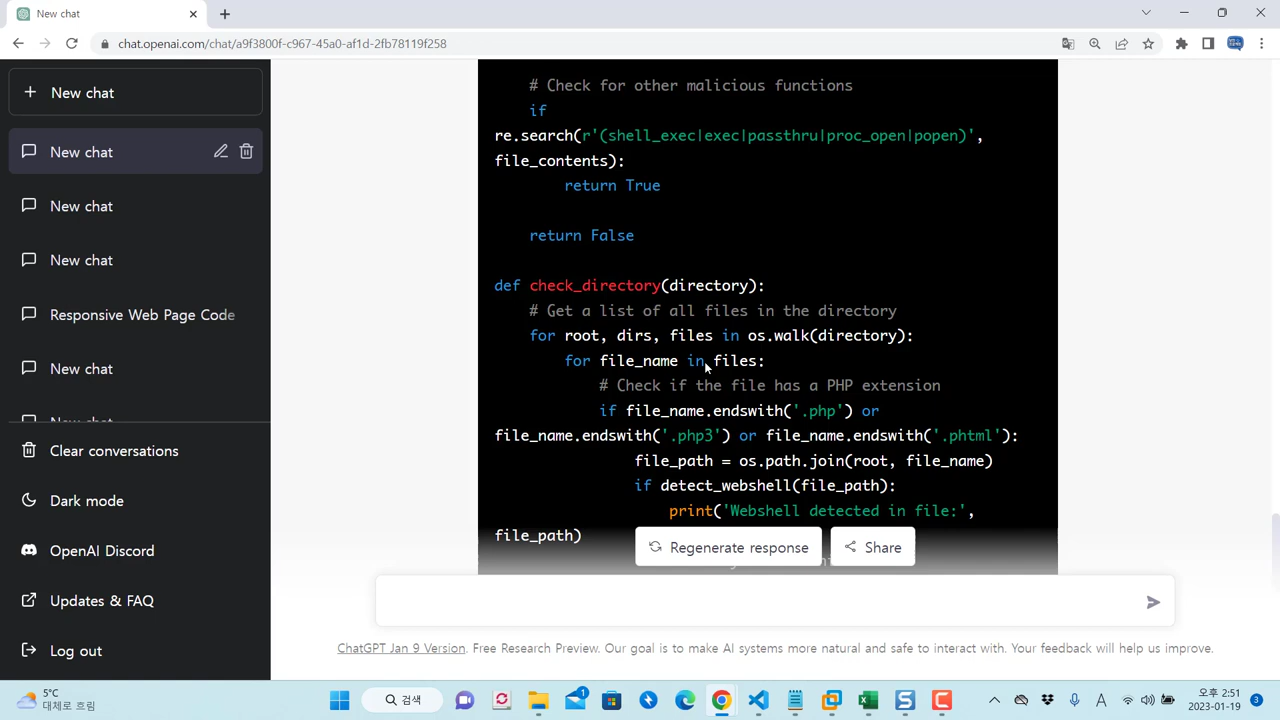 New chat
chat.openai.com/chat/a9f3800f-c967-45a0-af1d-2fb78119f258
New chat
New chat
New chat
New chat
Responsive Web Page Code
New chat
New chat
Clear conversations
Dark mode
OpenAI Discord
Updates & FAQ
Log out
# Check for other malicious functions
if
re.search(r'(shell_exec|exec|passthru|proc_open|popen)',
file_contents):
return True
return False
def check_directory(directory):
# Get a list of all files in the directory
for root, dirs, files in os.walk(directory):
for file_name in files:
# Check if the file has a PHP extension
if file_name.endswith('.php') or
file_name.endswith('.php3') or file_name.endswith('.phtml'):
file_path = os.path.join(root, file_name)
if detect_webshell(file_path):
print('Webshell detected in file:',
file_path)
Regenerate response
Share
ChatGPT Jan 9 Version. Free Research Preview. Our goal is to make AI systems more natural and safe to interact with. Your feedback will help us improve.
5°C
대체로 흐림
검색
1
A
오후 2:51
2023-01-19
3